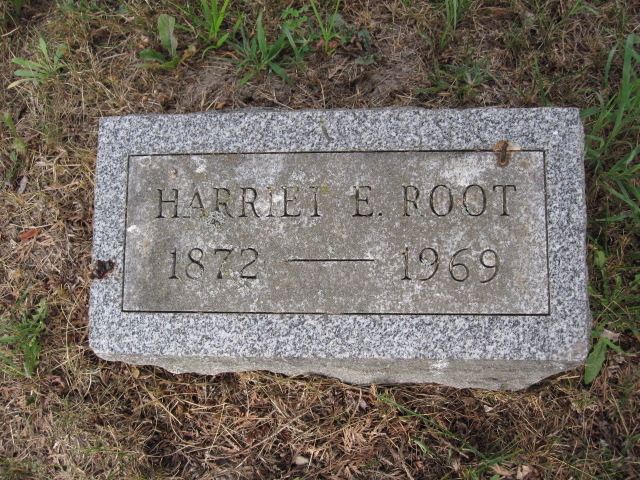 HARRIET E. ROOT
1872 — 1969